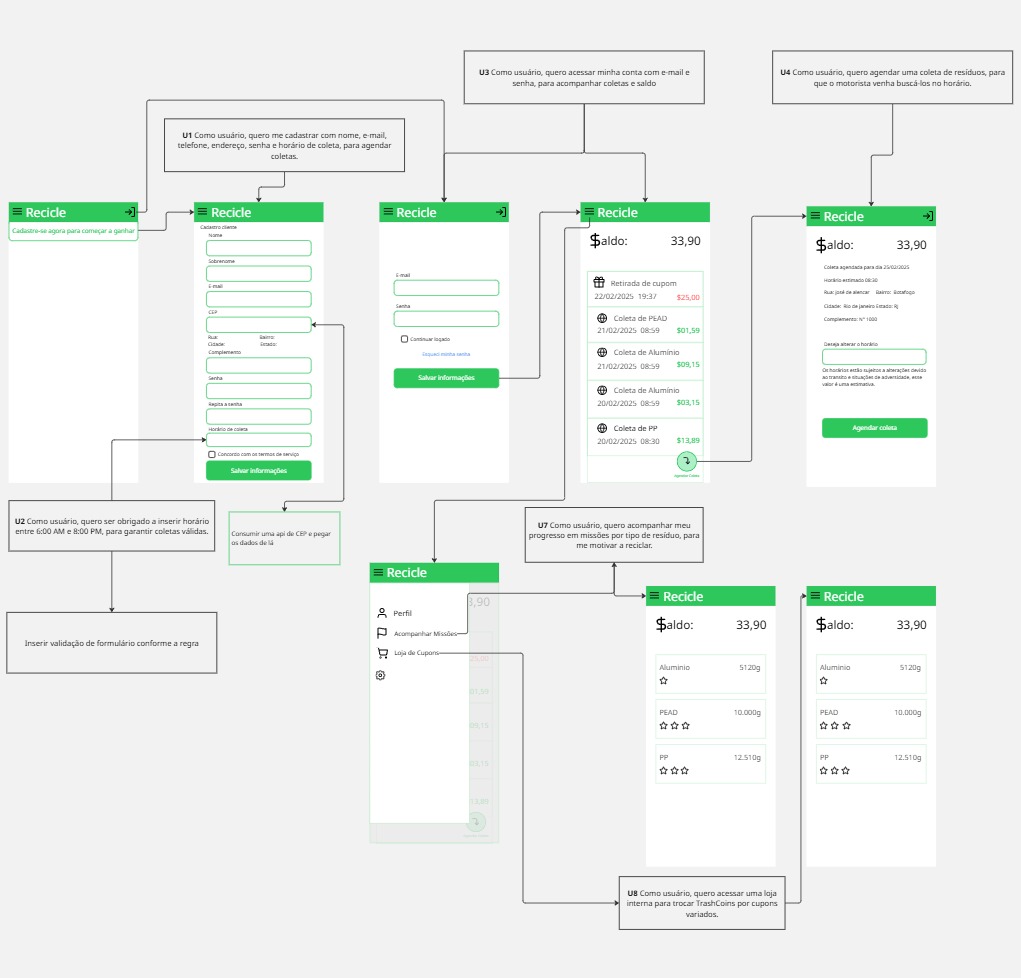 U3 Como usuário, quero acessar minha conta com e-mail e
senha, para acompanhar coletas e saldo
U4 Como usuário, quero agendar uma coleta de resíduos, para
que o motorista venha buscá-los no horário.
U1 Como usuário, quero me cadastrar com nome, e-mail,
telefone, endereço, senha e horário de coleta, para agendar
coletas.
Recicle
Cadastre-se agora para começar a ganhar
Recicle
Cadastro cliente
Nome
Sobrenome
E-mail
CEP
Rua: Bairro:
Cidade: Estado:
Complemento
Senha
Repita a senha
Horário de coleta
Concordo com os termos de serviço
Salvar informações
Recicle
E-mail
Senha
Continuar logado
Esqueci minha senha
Salvar informações
Recicle
$aldo: 33,90
Retirada de cupom
22/02/2025 19:37 $25,00
Coleta de PEAD
21/02/2025 08:59 $01,59
Coleta de Alumínio
21/02/2025 08:59 $09,15
Coleta de Alumínio
20/02/2025 08:59 $03,15
Coleta de PP
20/02/2025 08:30 $13,89
Recicle
$aldo: 33,90
Coleta agendada para dia 25/02/2025
Horário estimado 08:30
Rua: José de alencar Bairro: Botafogo
Cidade: Rio de janeiro Estado: RJ
Complemento: N° 1000
Deseja alterar o horário
Os horários estão sujeitos a alterações devido
ao transito e situações de adversidade, esse
valor é uma estimativa.
Agendar coleta
U2 Como usuário, quero ser obrigado a inserir horário
entre 6:00 AM e 8:00 PM, para garantir coletas válidas.
Consumir uma api de CEP e pegar
os dados de lá
Inserir validação de formulário conforme a regra
U7 Como usuário, quero acompanhar meu
progresso em missões por tipo de resíduo, para
me motivar a reciclar.
Recicle
3,90
Perfil
Acompanhar Missões
Loja de Cupons
25,00
01,59
09,15
03,15
13,89
Recicle
$aldo: 33,90
Aluminio 5120g
PEAD 10.000g
PP 12.510g
Recicle
$aldo: 33,90
Aluminio 5120g
PEAD 10.000g
PP 12.510g
U8 Como usuário, quero acessar uma loja
interna para trocar TrashCoins por cupons
variados.